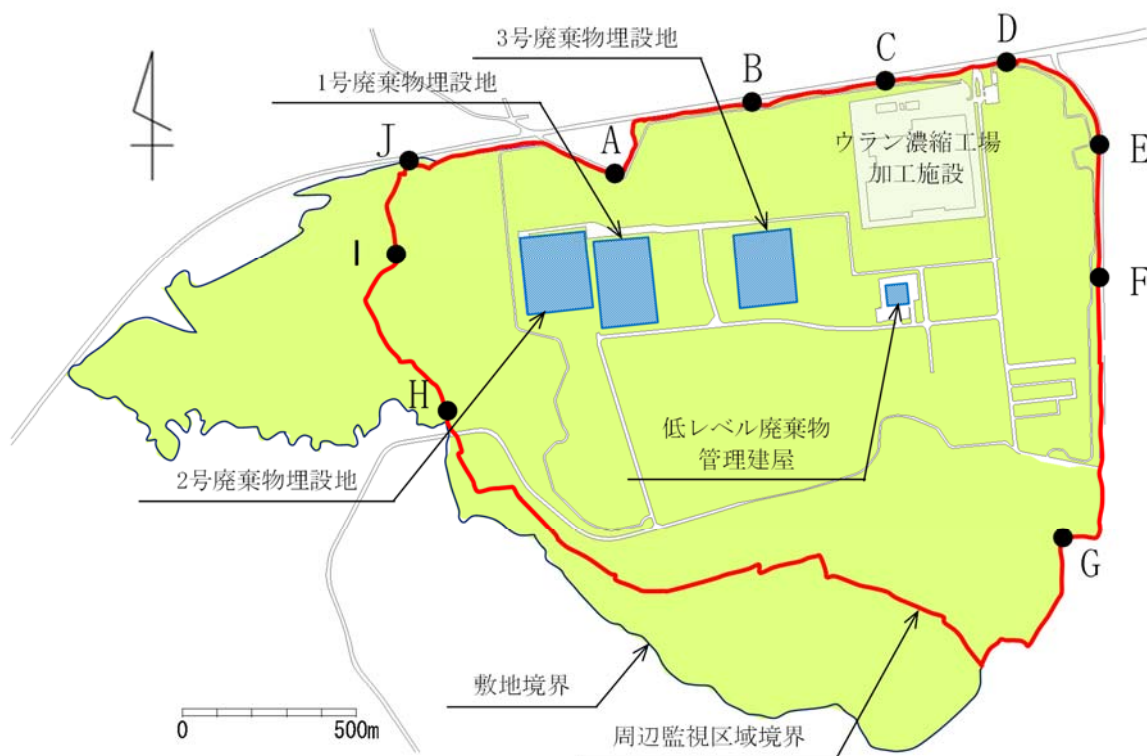 3号廃棄物埋設地
1号廃棄物埋設地
A
B
C
D
E
F
G
H
I
J
ウラン濃縮工場
加工施設
2号廃棄物埋設地
低レベル廃棄物
管理建屋
敷地境界
周辺監視区域境界
0 500m